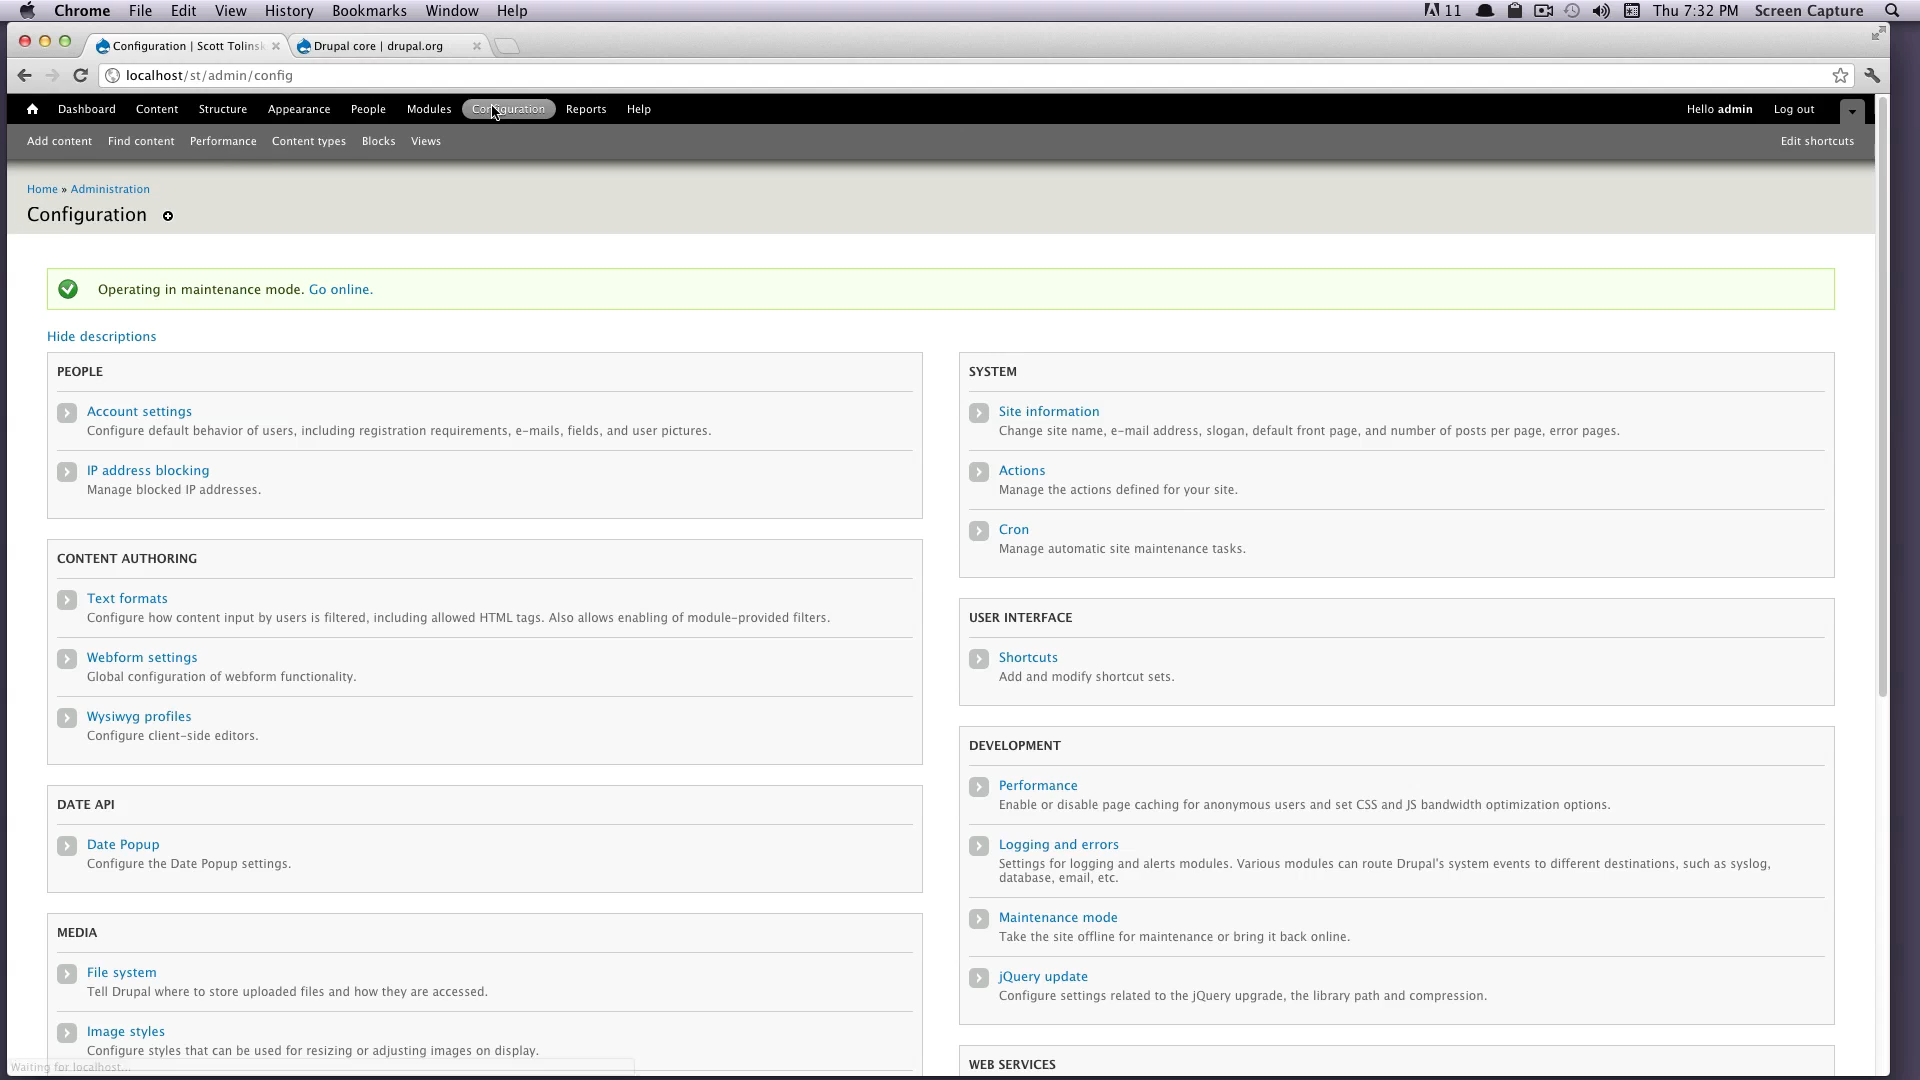 Chrome File Edit View History Bookmarks Window Help
11 Thu 7:32 PM Screen Capture
Configuration | Scott Tolinsk
Drupal core | drupal.org
localhost/st/admin/config
Dashboard Content Structure Appearance People Modules Configuration Reports Help
Hello admin Log out
Add content Find content Performance Content types Blocks Views
Edit shortcuts
Home » Administration
Configuration
Operating in maintenance mode. Go online.
Hide descriptions
PEOPLE
Account settings
Configure default behavior of users, including registration requirements, e-mails, fields, and user pictures.
IP address blocking
Manage blocked IP addresses.
CONTENT AUTHORING
Text formats
Configure how content input by users is filtered, including allowed HTML tags. Also allows enabling of module-provided filters.
Webform settings
Global configuration of webform functionality.
Wysiwyg profiles
Configure client-side editors.
DATE API
Date Popup
Configure the Date Popup settings.
MEDIA
File system
Tell Drupal where to store uploaded files and how they are accessed.
Image styles
Configure styles that can be used for resizing or adjusting images on display.
Waiting for localhost...
SYSTEM
Site information
Change site name, e-mail address, slogan, default front page, and number of posts per page, error pages.
Actions
Manage the actions defined for your site.
Cron
Manage automatic site maintenance tasks.
USER INTERFACE
Shortcuts
Add and modify shortcut sets.
DEVELOPMENT
Performance
Enable or disable page caching for anonymous users and set CSS and JS bandwidth optimization options.
Logging and errors
Settings for logging and alerts modules. Various modules can route Drupal's system events to different destinations, such as syslog,
database, email, etc.
Maintenance mode
Take the site offline for maintenance or bring it back online.
jQuery update
Configure settings related to the jQuery upgrade, the library path and compression.
WEB SERVICES